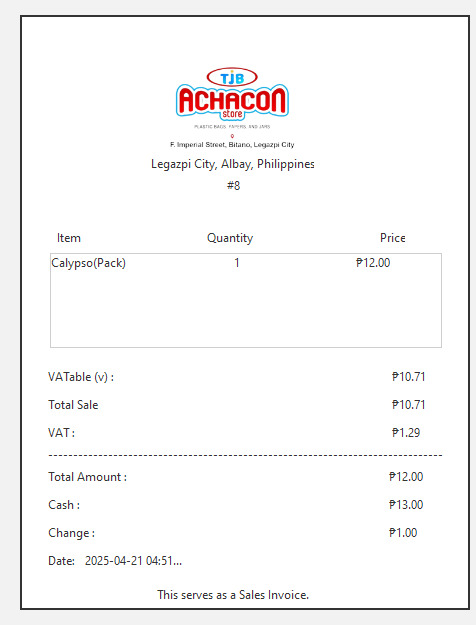 TJB
ACHACON
store
PLASTIC BAGS, PAPERS, AND JARS
F. Imperial Street, Bitano, Legazpi City
Legazpi City, Albay, Philippines
#8
Item Quantity Price
Calypso(Pack) 1 ₱12.00
VATable (v) : ₱10.71
Total Sale ₱10.71
VAT : ₱1.29
Total Amount : ₱12.00
Cash : ₱13.00
Change : ₱1.00
Date: 2025-04-21 04:51...
This serves as a Sales Invoice.